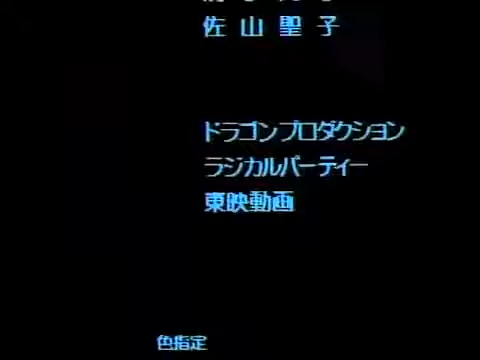 佐山聖子
ドラゴンプロダクション
ラジカルパーティー
東映動画
色指定